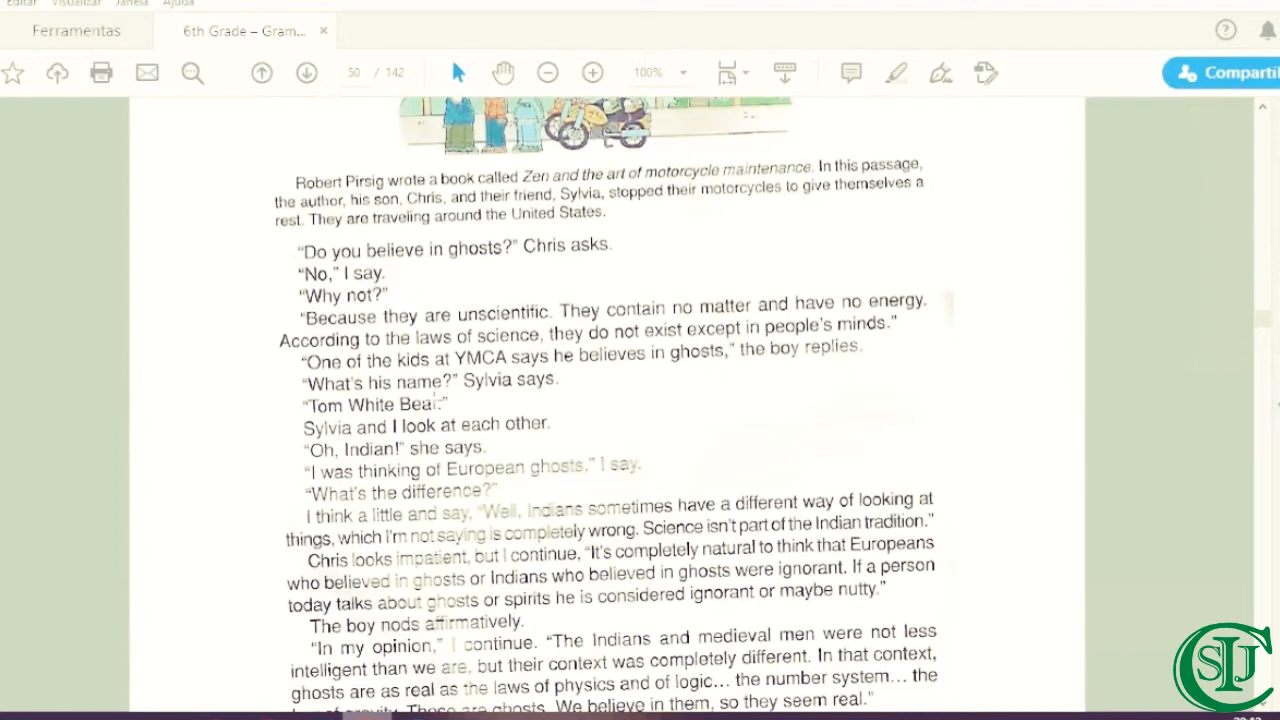 Editar Visualizar Janela Ajuda
Ferramentas 6th Grade – Gram... ×
50 / 142 100% Compartil
Robert Pirsig wrote a book called Zen and the art of motorcycle maintenance. In this passage,
the author, his son, Chris, and their friend, Sylvia, stopped their motorcycles to give themselves a
rest. They are traveling around the United States.
“Do you believe in ghosts?” Chris asks.
“No,” I say.
“Why not?”
“Because they are unscientific. They contain no matter and have no energy.
According to the laws of science, they do not exist except in people's minds.”
“One of the kids at YMCA says he believes in ghosts,” the boy replies.
“What's his name?” Sylvia says.
“Tom White Bear.”
Sylvia and I look at each other.
“Oh, Indian!” she says.
“I was thinking of European ghosts,” I say.
“What's the difference?”
I think a little and say, “Well, Indians sometimes have a different way of looking at
things, which I'm not saying is completely wrong. Science isn't part of the Indian tradition.”
Chris looks impatient, but I continue, “It's completely natural to think that Europeans
who believed in ghosts or Indians who believed in ghosts were ignorant. If a person
today talks about ghosts or spirits he is considered ignorant or maybe nutty.”
The boy nods affirmatively.
“In my opinion,” I continue. “The Indians and medieval men were not less
intelligent than we are, but their context was completely different. In that context,
ghosts are as real as the laws of physics and of logic... the number system... the
of gravity. These are ghosts. We believe in them, so they seem real.”
CSIJ